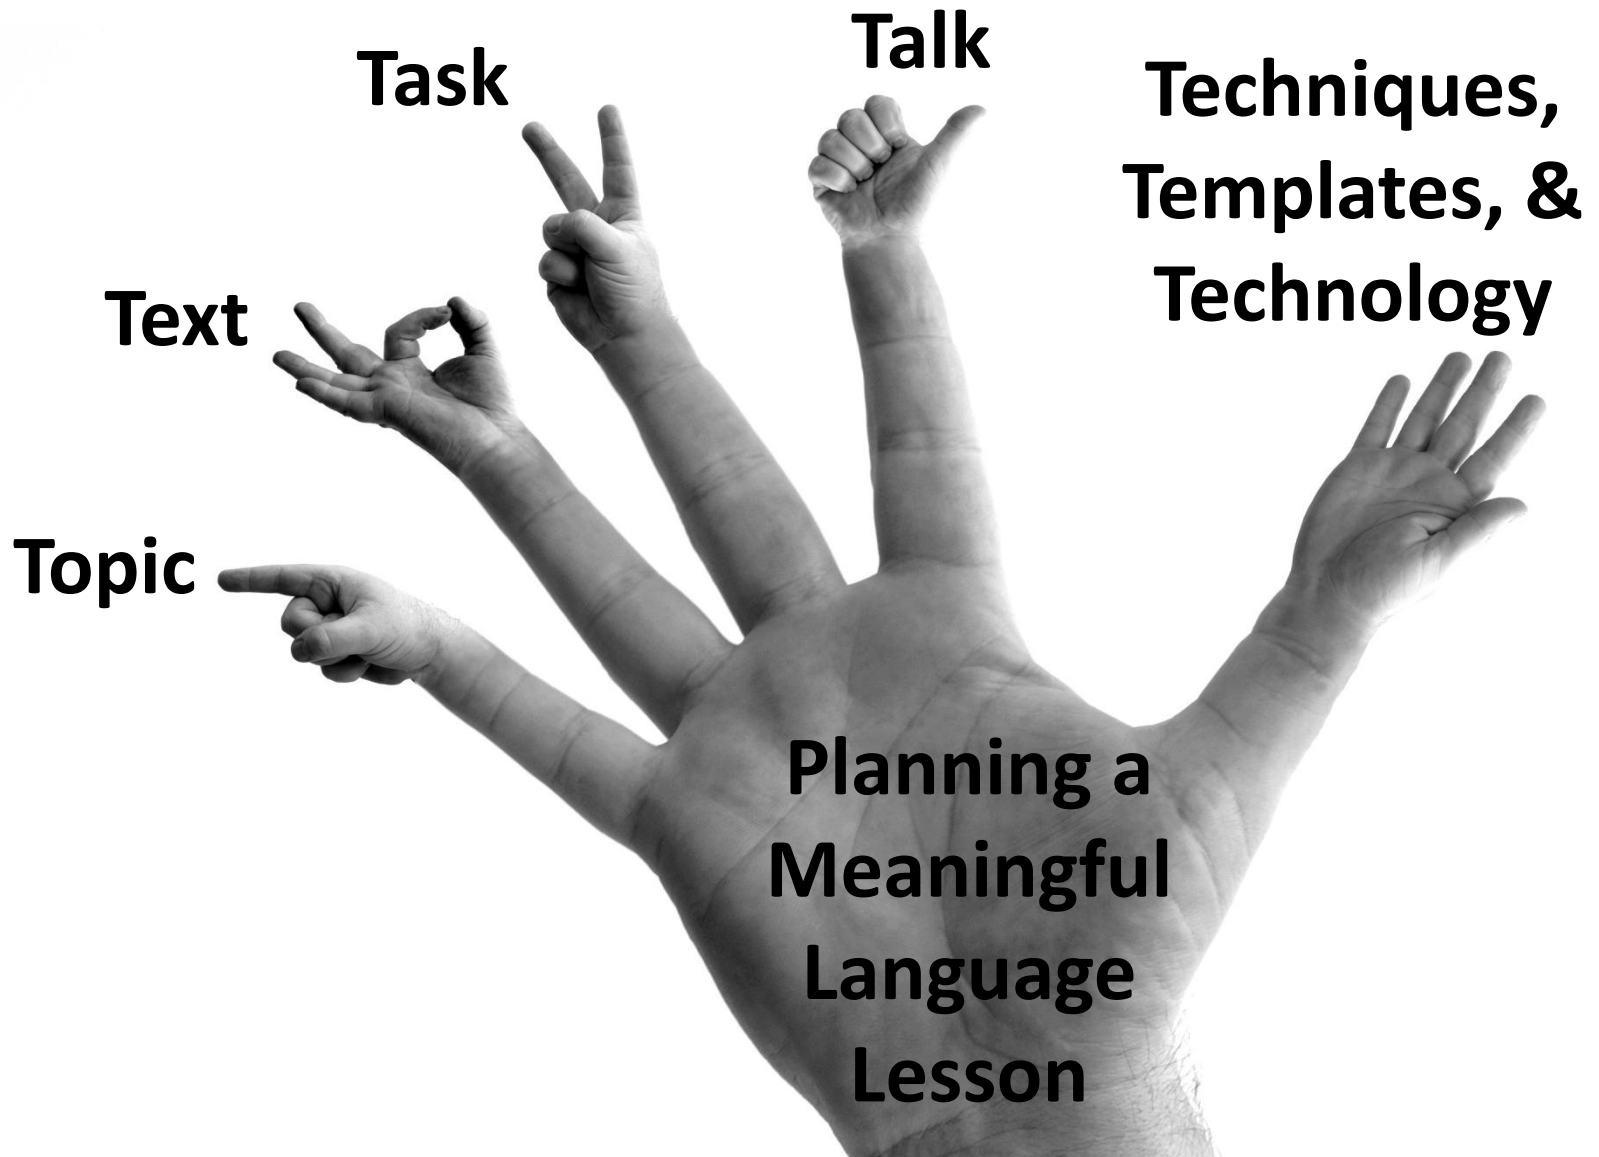 Talk
Task
Techniques,
Templates, &
Technology
Text
Topic
Planning a
Meaningful
Language
Lesson